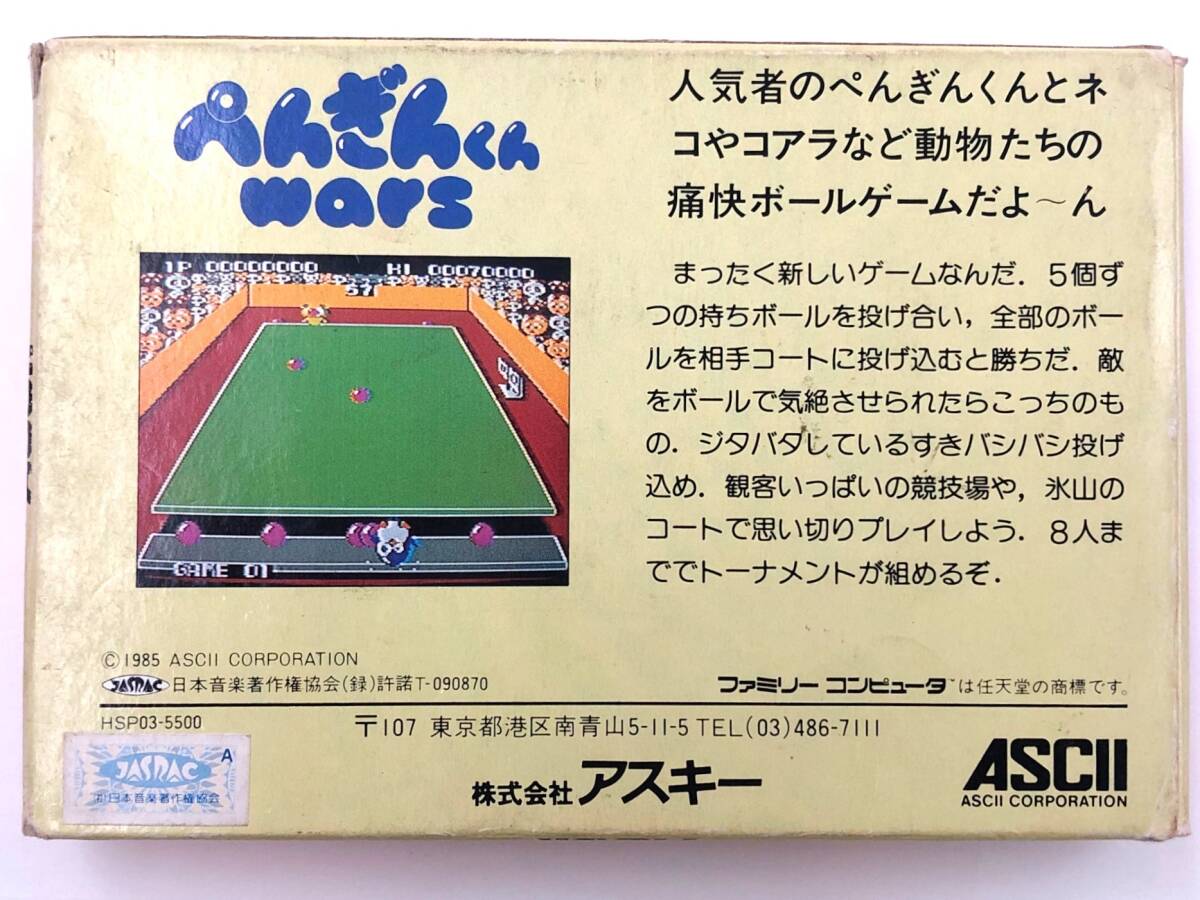 ぺんぎんくん
wars
人気者のぺんぎんくんとネ
コやコアラなど動物たちの
痛快ボールゲームだよ〜ん
1P 00000000 HI 00070000
57
GAME 01
まったく新しいゲームなんだ．5個ず
つの持ちボールを投げ合い，全部のボー
ルを相手コートに投げ込むと勝ちだ．敵
をボールで気絶させられたらこっちのも
の．ジタバタしているすきバシバシ投げ
込め．観客いっぱいの競技場や，氷山の
コートで思い切りプレイしよう．8人ま
ででトーナメントが組めるぞ．
©1985 ASCII CORPORATION
JASRAC 日本音楽著作権協会(録)許諾T-090870
ファミリー コンピュータ™は任天堂の商標です。
HSP03-5500
〒107 東京都港区南青山5-11-5 TEL(03)486-7111
JASRAC A
(社)日本音楽著作権協会
株式会社アスキー
ASCII
ASCII CORPORATION